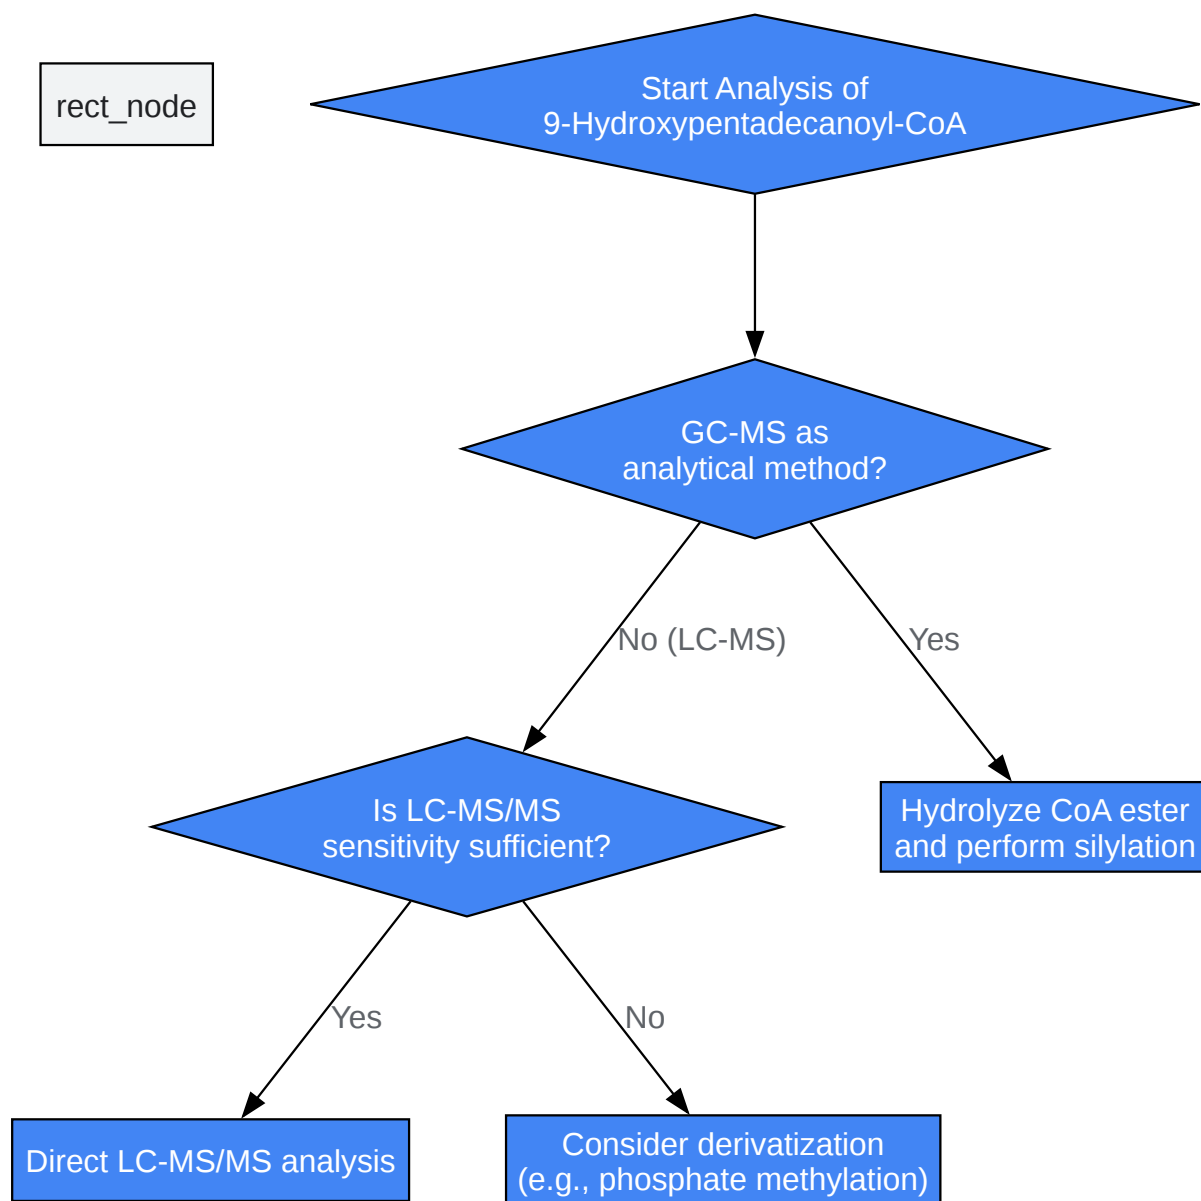 rect_node
Start Analysis of
9-Hydroxypentadecanoyl-CoA
GC-MS as
analytical method?
No (LC-MS)
Yes
Is LC-MS/MS
sensitivity sufficient?
Hydrolyze CoA ester
and perform silylation
Yes
No
Direct LC-MS/MS analysis
Consider derivatization
(e.g., phosphate methylation)